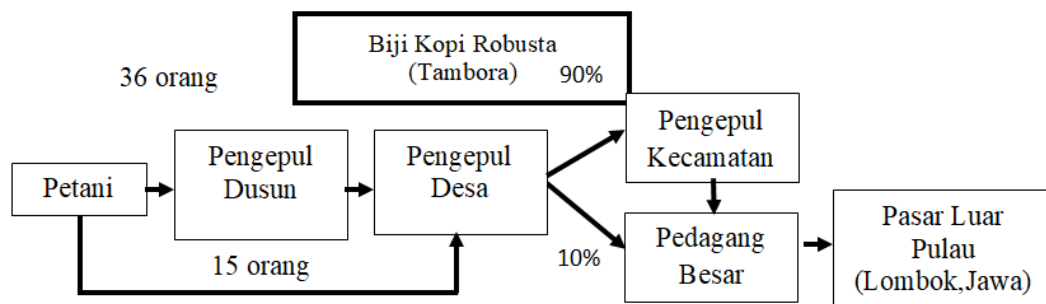 Biji Kopi Robusta
(Tambora)
90%
36 orang
Pengepul
Kecamatan
Petani
Pengepul
Dusun
Pengepul
Desa
15 orang
10%
Pedagang
Besar
Pasar Luar
Pulau
(Lombok,Jawa)